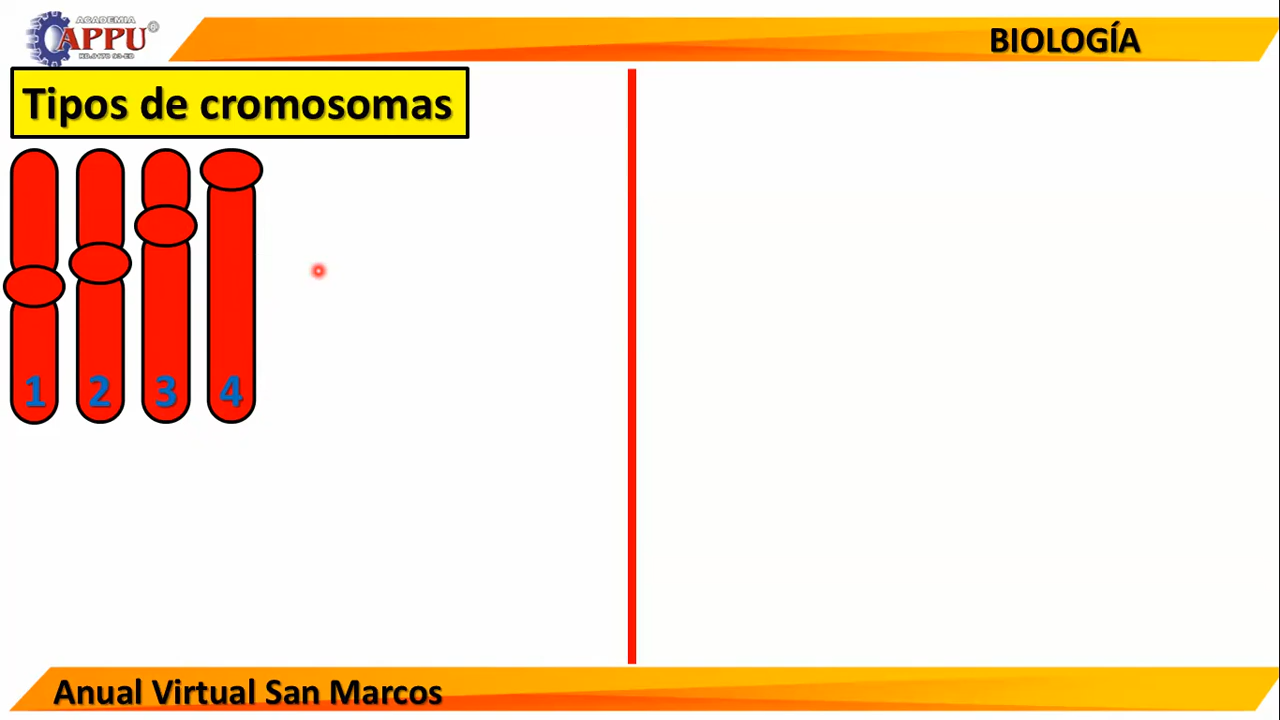 ACADEMIA
APPU
BIOLOGÍA
Tipos de cromosomas
1 2 3 4
Anual Virtual San Marcos